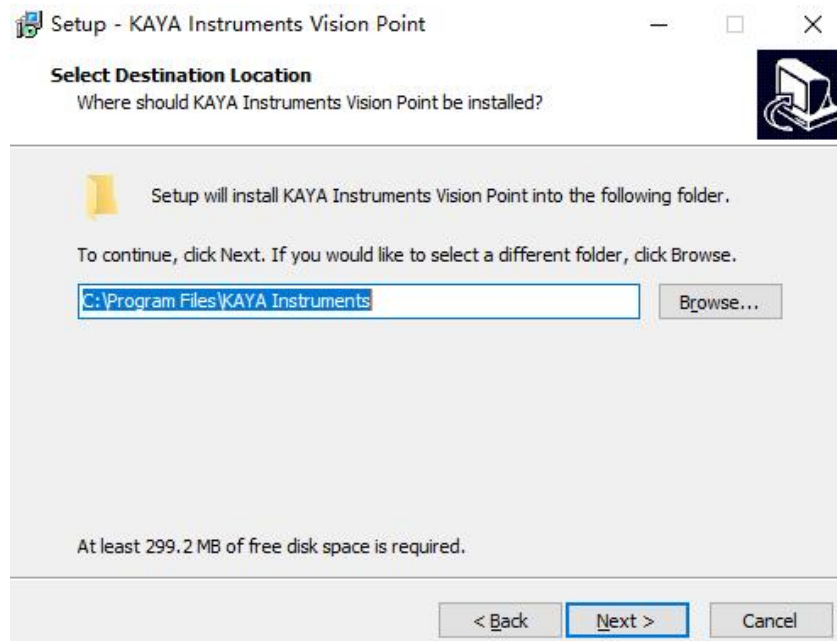 Setup - KAYA Instruments Vision Point
Select Destination Location
Where should KAYA Instruments Vision Point be installed?
Setup will install KAYA Instruments Vision Point into the following folder.
To continue, click Next. If you would like to select a different folder, click Browse.
C:\Program Files\KAYA Instruments
Browse...
At least 299.2 MB of free disk space is required.
< Back
Next >
Cancel